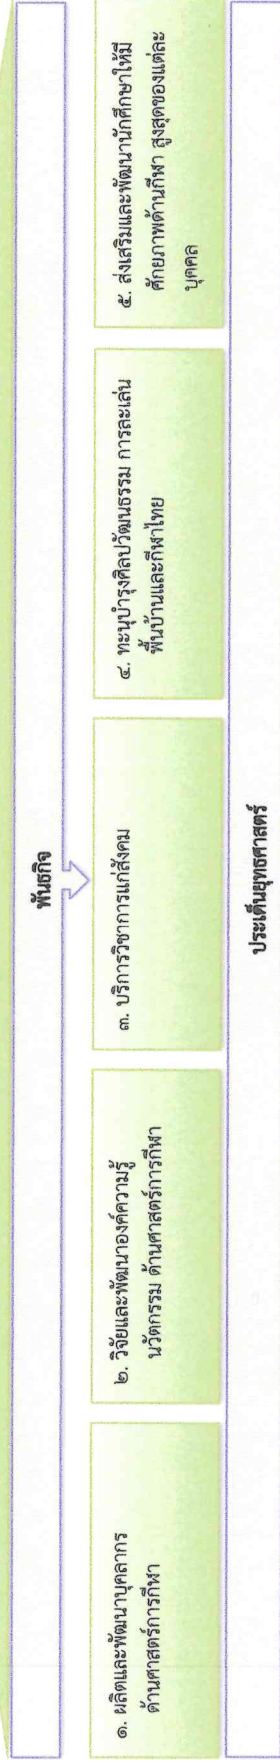 พันธกิจ
๑. ผลิตและพัฒนาบุคลากร
ด้านศาสตร์การกีฬา
๒. วิจัยและพัฒนาองค์ความรู้
นวัตกรรม ด้านศาสตร์การกีฬา
๓. บริการวิชาการแก่สังคม
๔. ทะนุบำรุงศิลปวัฒนธรรม การละเล่น
พื้นบ้านและกีฬาไทย
๕. ส่งเสริมและพัฒนานักศึกษาให้มี
ศักยภาพด้านกีฬา สูงสุดของแต่ละ
บุคคล
ประเด็นยุทธศาสตร์